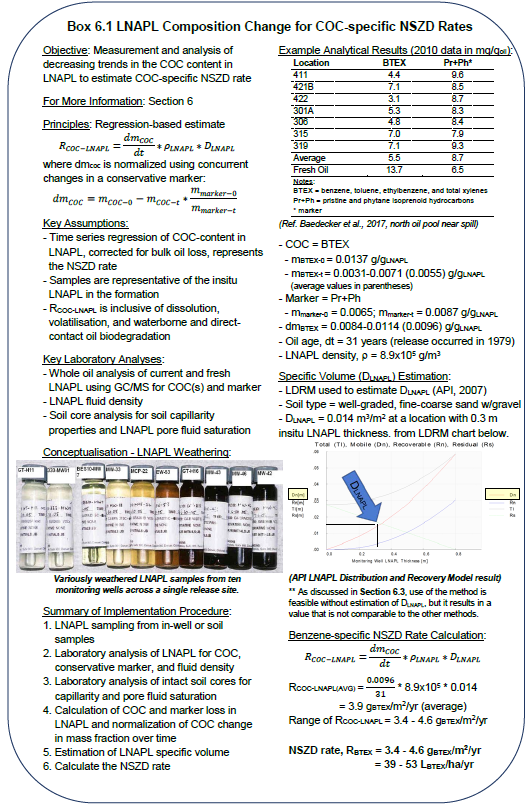 Box 6.1 LNAPL Composition Change for COC-specific NSZD Rates
Objective: Measurement and analysis of
decreasing trends in the COC content in
LNAPL to estimate COC-specific NSZD rate
For More Information: Section 6
Principles: Regression-based estimate
R_COC−LNAPL = dm_COC/dt * ρ_LNAPL * D_LNAPL
where dm_COC is normalized using concurrent
changes in a conservative marker:
dm_COC = m_COC−0 − m_COC−t * m_marker−0/m_marker−t
Key Assumptions:
- Time series regression of COC-content in
LNAPL, corrected for bulk oil loss, represents
the NSZD rate
- Samples are representative of the insitu
LNAPL in the formation
- R_COC-LNAPL is inclusive of dissolution,
volatilisation, and waterborne and direct-
contact oil biodegradation
Key Laboratory Analyses:
- Whole oil analysis of current and fresh
LNAPL using GC/MS for COC(s) and marker
- LNAPL fluid density
- Soil core analysis for soil capillarity
properties and LNAPL pore fluid saturation
Conceptualisation - LNAPL Weathering:
Variously weathered LNAPL samples from ten
monitoring wells across a single release site.
Summary of Implementation Procedure:
1. LNAPL sampling from in-well or soil
samples
2. Laboratory analysis of LNAPL for COC,
conservative marker, and fluid density
3. Laboratory analysis of intact soil cores for
capillarity and pore fluid saturation
4. Calculation of COC and marker loss in
LNAPL and normalization of COC change
in mass fraction over time
5. Estimation of LNAPL specific volume
6. Calculate the NSZD rate
Example Analytical Results (2010 data in mg/g_oil):
Location BTEX Pr+Ph*
411 4.4 9.6
421B 7.1 8.5
422 3.1 8.7
301A 5.3 8.3
306 4.8 8.4
315 7.0 7.9
319 7.1 9.3
Average 5.5 8.7
Fresh Oil 13.7 6.5
Notes:
BTEX = benzene, toluene, ethylbenzene, and total xylenes
Pr+Ph = pristine and phytane isoprenoid hydrocarbons
* marker
(Ref. Baedecker et al., 2017, north oil pool near spill)
- COC = BTEX
- m_BTEX-0 = 0.0137 g/g_LNAPL
- m_BTEX-t = 0.0031-0.0071 (0.0055) g/g_LNAPL
(average values in parentheses)
- Marker = Pr+Ph
- m_marker-0 = 0.0065; m_marker-t = 0.0087 g/g_LNAPL
- dm_BTEX = 0.0084-0.0114 (0.0096) g/g_LNAPL
- Oil age, dt = 31 years (release occurred in 1979)
- LNAPL density, ρ = 8.9x10⁵ g/m³
Specific Volume (D_LNAPL) Estimation:
- LDRM used to estimate D_LNAPL (API, 2007)
- Soil type = well-graded, fine-coarse sand w/gravel
- D_LNAPL = 0.014 m³/m² at a location with 0.3 m
insitu LNAPL thickness. from LDRM chart below.
Total (Ti), Mobile (Dn), Recoverable (Rn), Residual (Rs)
D_LNAPL
Monitoring Well LNAPL Thickness [m]
(API LNAPL Distribution and Recovery Model result)
** As discussed in Section 6.3, use of the method is
feasible without estimation of D_LNAPL, but it results in a
value that is not comparable to the other methods.
Benzene-specific NSZD Rate Calculation:
R_COC−LNAPL = dm_COC/dt * ρ_LNAPL * D_LNAPL
R_COC-LNAPL(AVG) = 0.0096/31 * 8.9x10⁵ * 0.014
= 3.9 g_BTEX/m²/yr (average)
Range of R_COC-LNAPL = 3.4 - 4.6 g_BTEX/m²/yr
NSZD rate, R_BTEX = 3.4 - 4.6 g_BTEX/m²/yr
= 39 - 53 L_BTEX/ha/yr